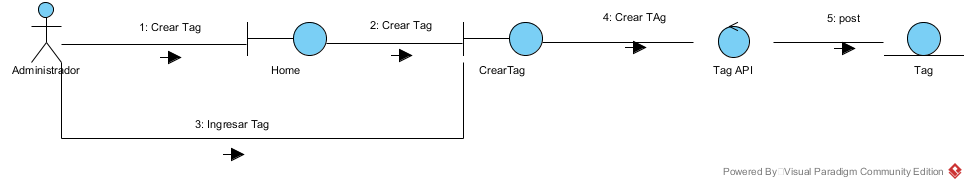 1: Crear Tag
2: Crear Tag
4: Crear TAg
5: post
Administrador
Home
CrearTag
Tag API
Tag
3: Ingresar Tag
Powered By Visual Paradigm Community Edition